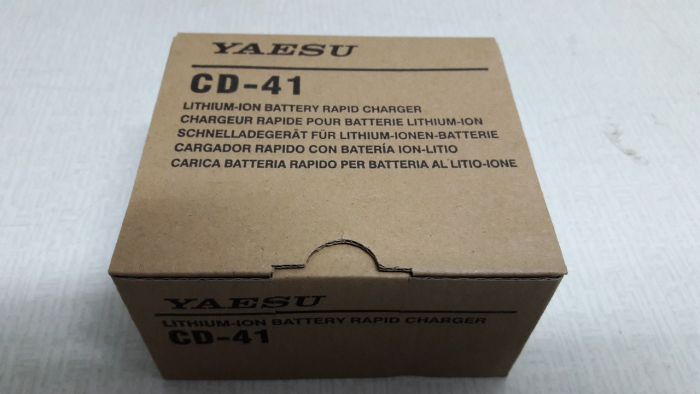 YAESU
CD-41
LITHIUM-ION BATTERY RAPID CHARGER
CHARGEUR RAPIDE POUR BATTERIE LITHIUM-ION
SCHNELLADEGERÄT FÜR LITHIUM-IONEN-BATTERIE
CARGADOR RAPIDO CON BATERÍA ION-LITIO
CARICA BATTERIA RAPIDO PER BATTERIA AL LITIO-IONE
YAESU
LITHIUM-ION BATTERY RAPID CHARGER
CD-41